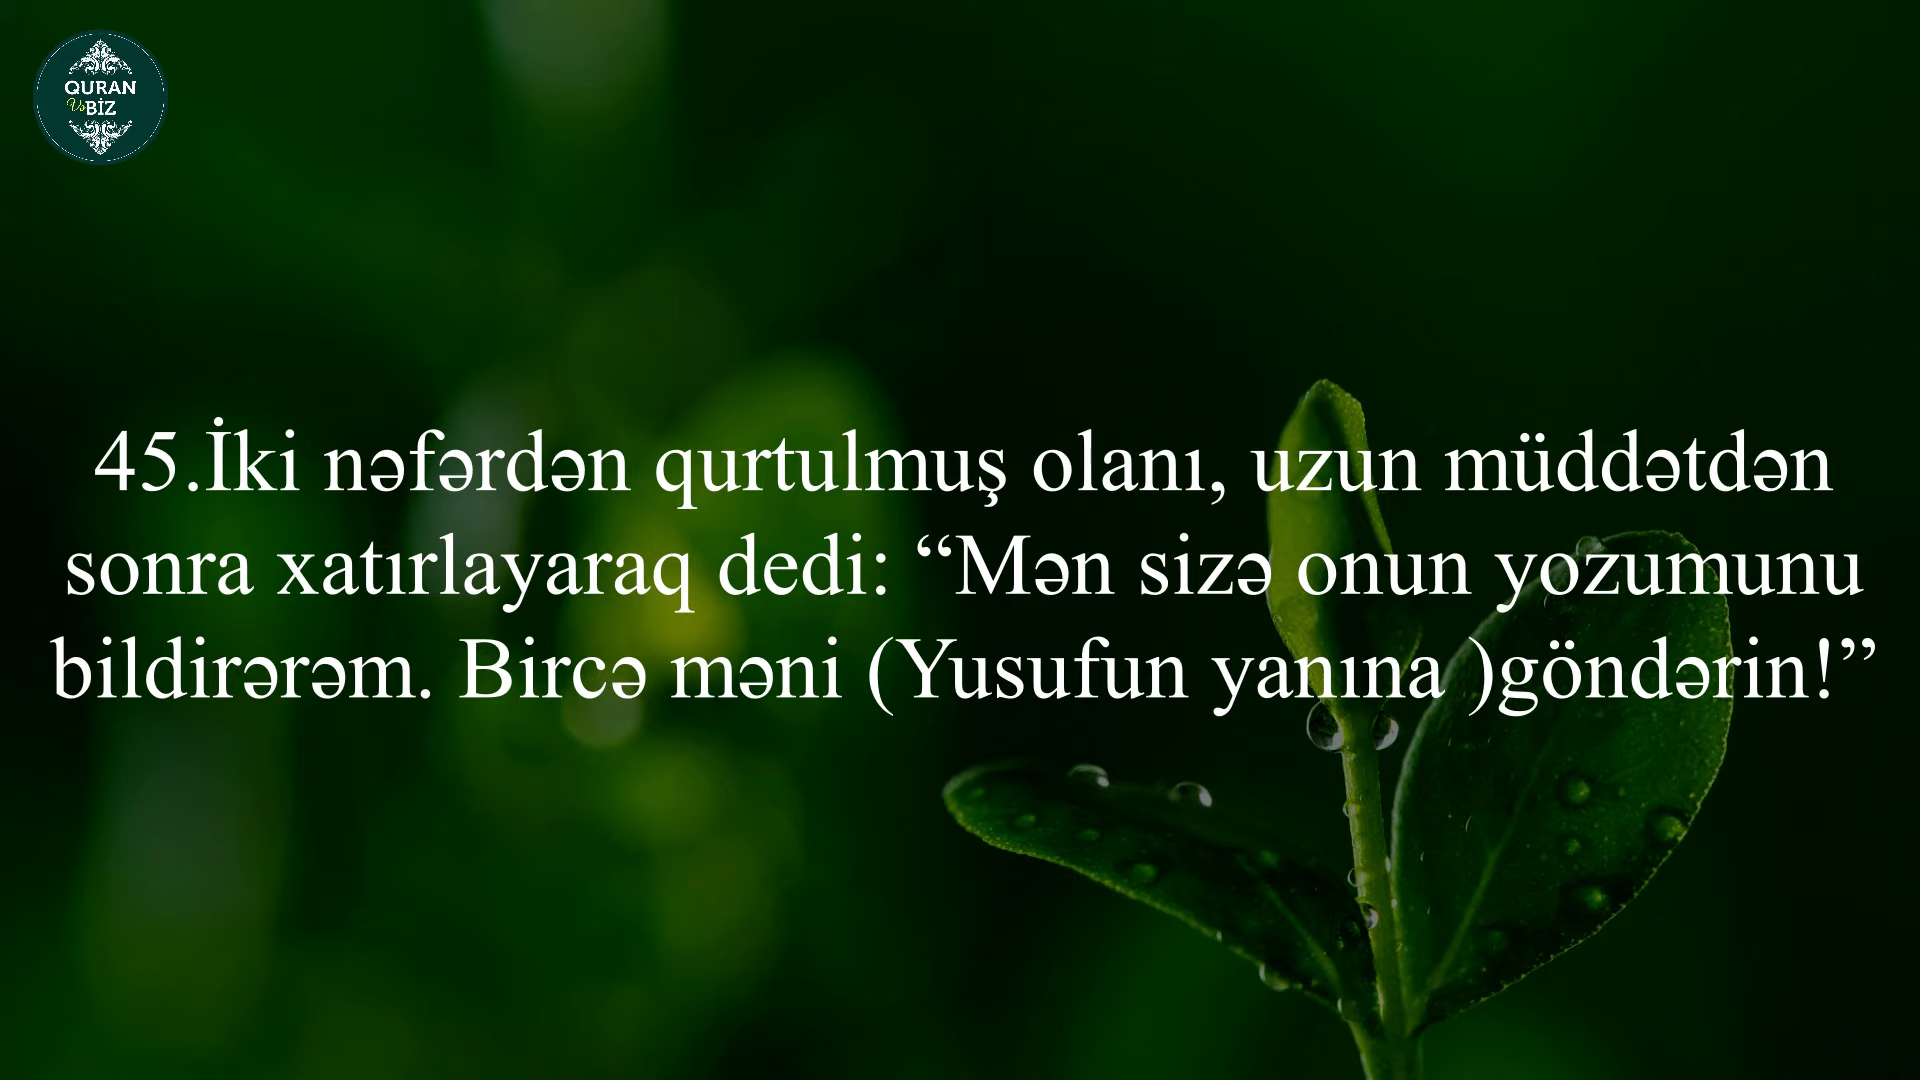 QURAN
Və BİZ
45.İki nəfərdən qurtulmuş olanı, uzun müddətdən
sonra xatırlayaraq dedi: “Mən sizə onun yozumunu
bildirərəm. Bircə məni (Yusufun yanına )göndərin!”